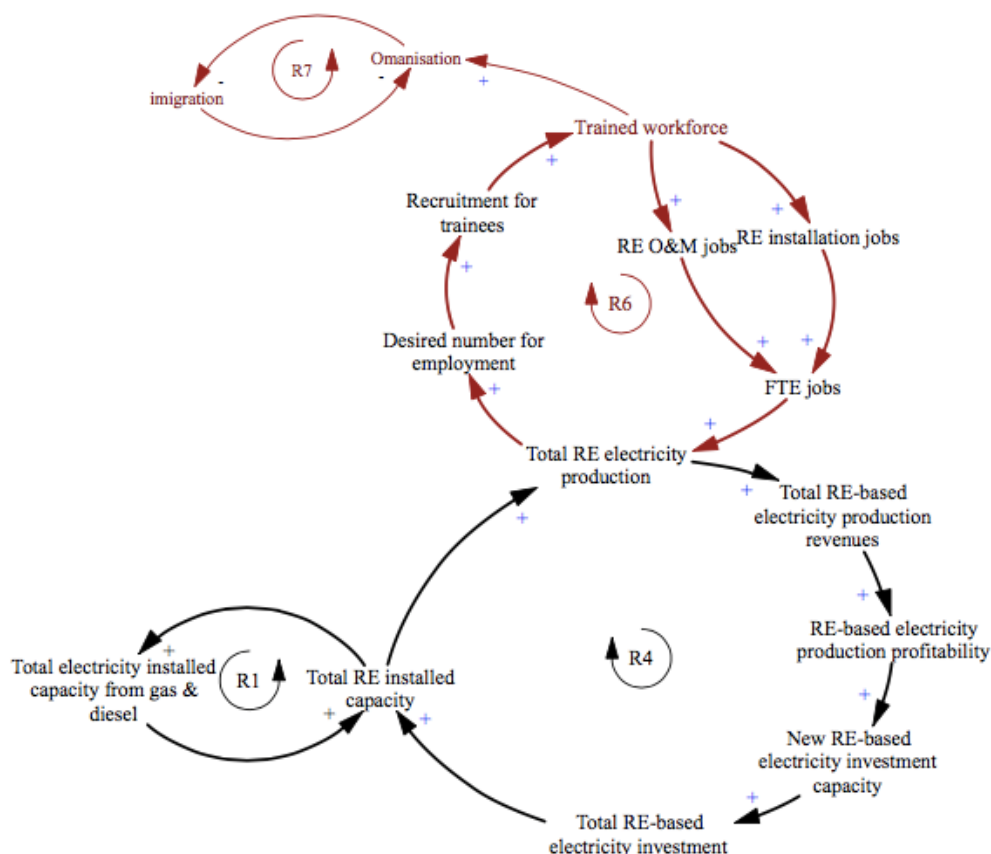 Omanisation
R7
imigration
-
-
+
Trained workforce
+
Recruitment for
trainees
+
+
RE O&M jobs
RE installation jobs
+
R6
Desired number for
employment
+
+
+
FTE jobs
+
Total RE electricity
production
+
+
Total RE-based
electricity production
revenues
+
RE-based electricity
production profitability
R4
+
Total electricity installed
capacity from gas &
diesel
+
R1
Total RE installed
capacity
+
+
New RE-based
electricity investment
capacity
+
Total RE-based
electricity investment